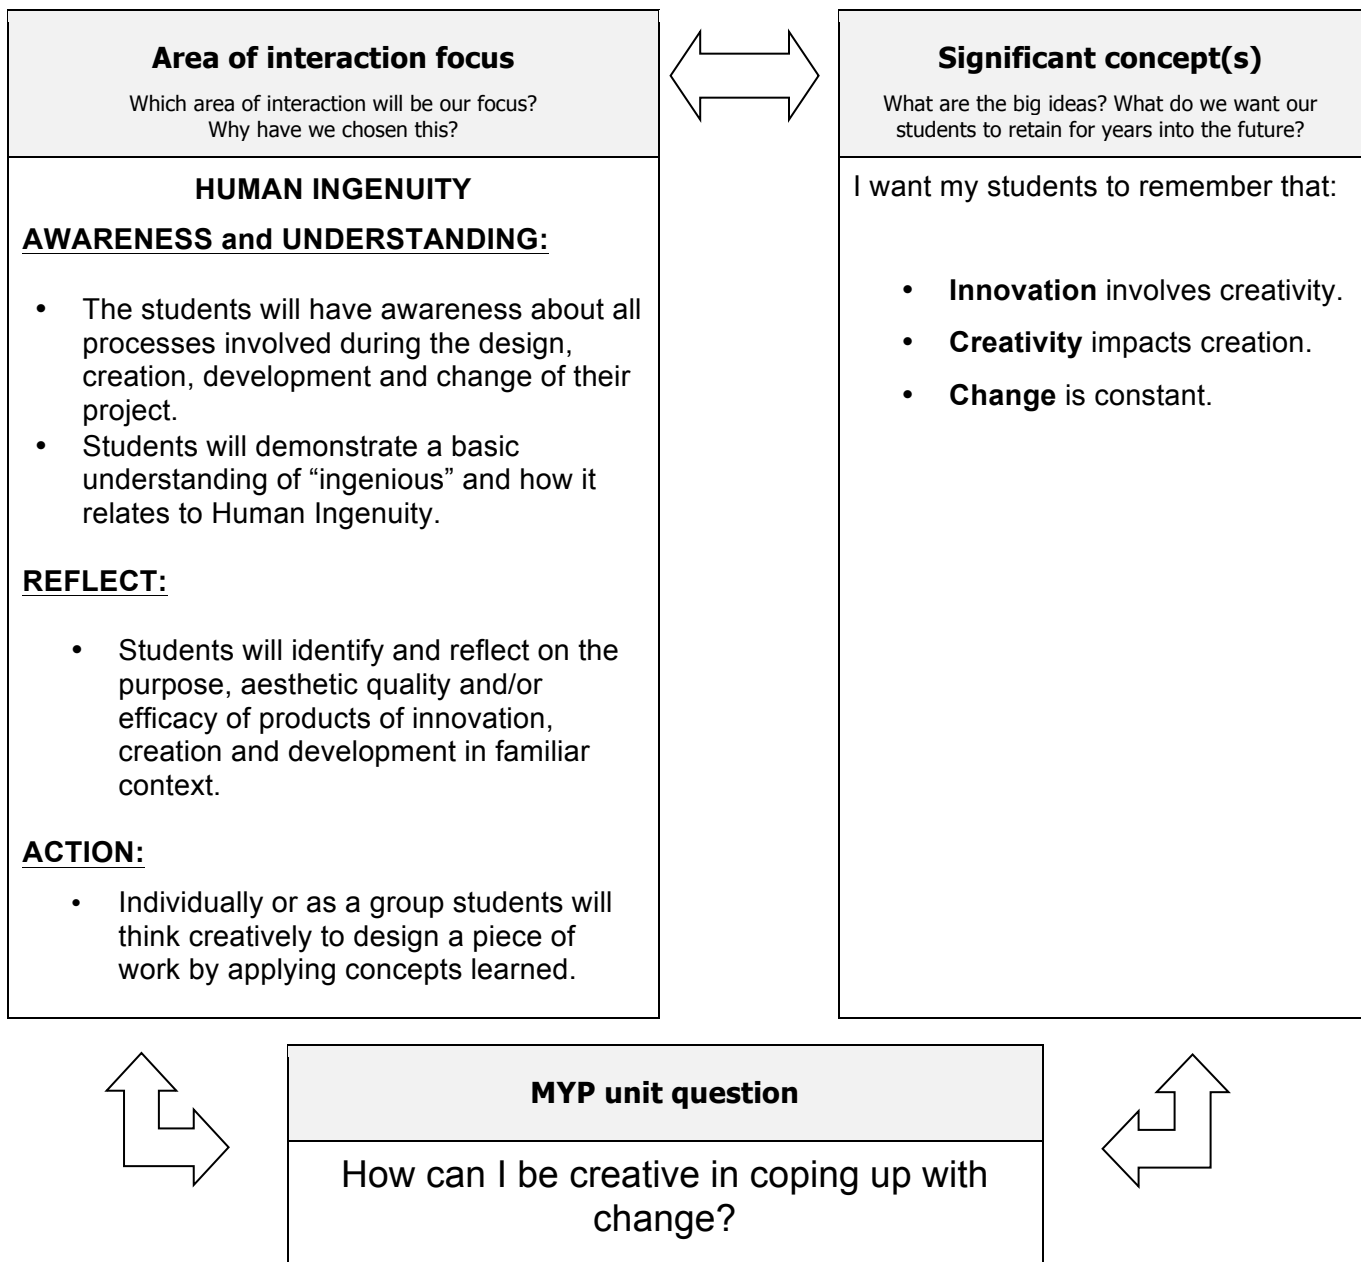 Area of interaction focus
Which area of interaction will be our focus?
Why have we chosen this?
HUMAN INGENUITY
AWARENESS and UNDERSTANDING:
• The students will have awareness about all
processes involved during the design,
creation, development and change of their
project.
• Students will demonstrate a basic
understanding of “ingenious” and how it
relates to Human Ingenuity.
REFLECT:
• Students will identify and reflect on the
purpose, aesthetic quality and/or
efficacy of products of innovation,
creation and development in familiar
context.
ACTION:
• Individually or as a group students will
think creatively to design a piece of
work by applying concepts learned.
Significant concept(s)
What are the big ideas? What do we want our
students to retain for years into the future?
I want my students to remember that:
• Innovation involves creativity.
• Creativity impacts creation.
• Change is constant.
MYP unit question
How can I be creative in coping up with
change?